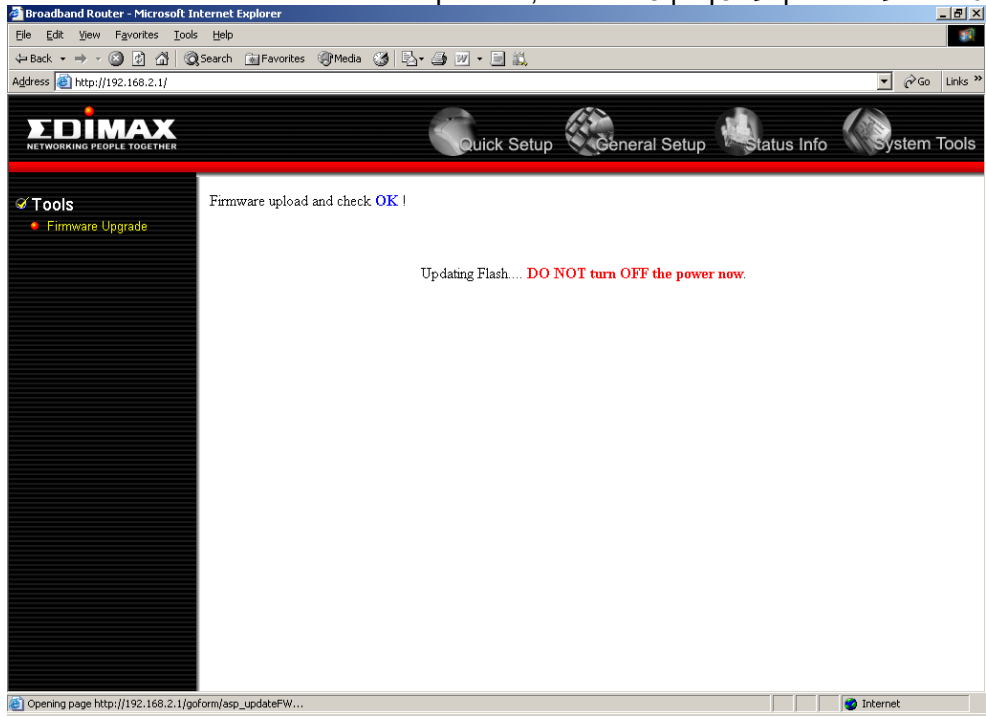 Broadband Router - Microsoft Internet Explorer
File Edit View Favorites Tools Help
Back Search Favorites Media
Address http://192.168.2.1/ Go Links »
EDIMAX
NETWORKING PEOPLE TOGETHER
Quick Setup General Setup Status Info System Tools
Tools
Firmware Upgrade
Firmware upload and check OK !
Updating Flash.... DO NOT turn OFF the power now.
Opening page http://192.168.2.1/goform/asp_updateFW...
Internet